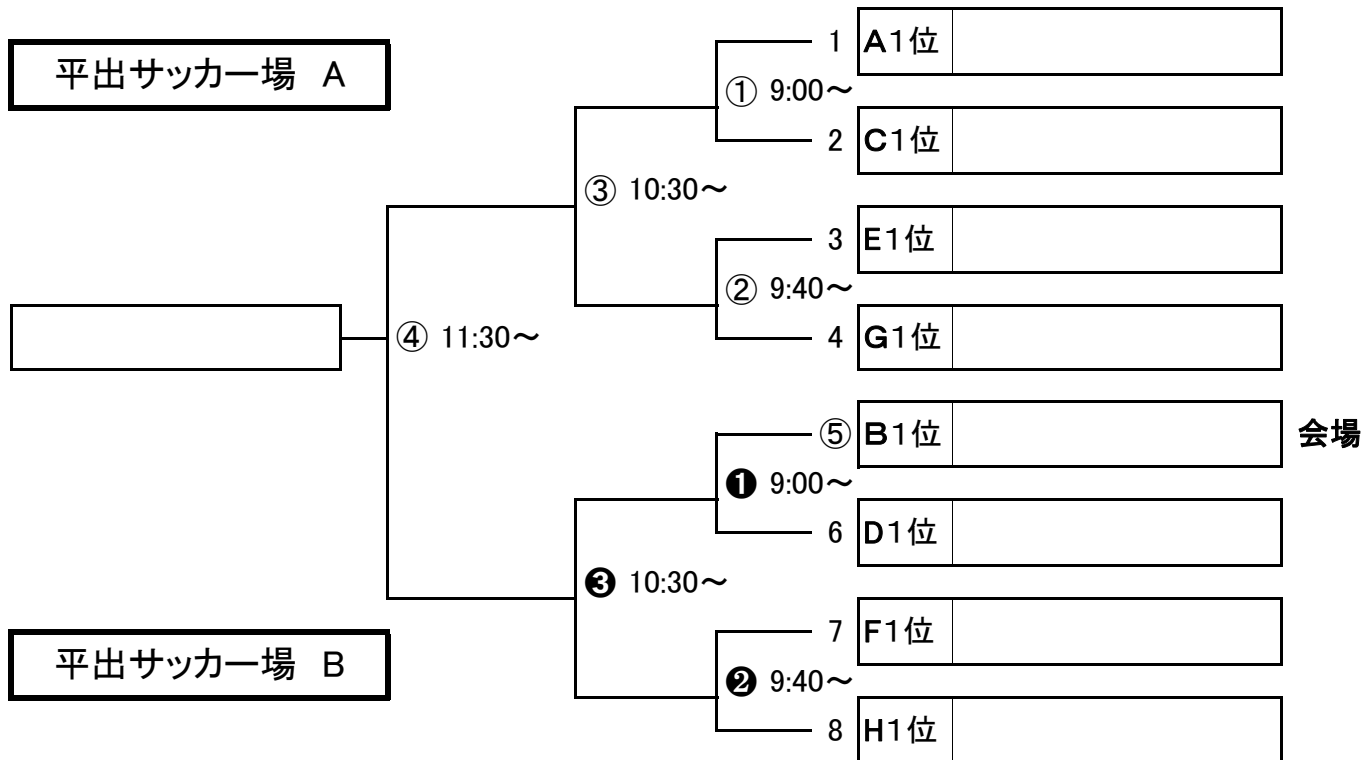 平出サッカー場 A
1 A1位
① 9:00～
2 C1位
③ 10:30～
3 E1位
② 9:40～
4 G1位
④ 11:30～
⑤ B1位 会場
❶ 9:00～
6 D1位
❸ 10:30～
7 F1位
平出サッカー場 B
❷ 9:40～
8 H1位